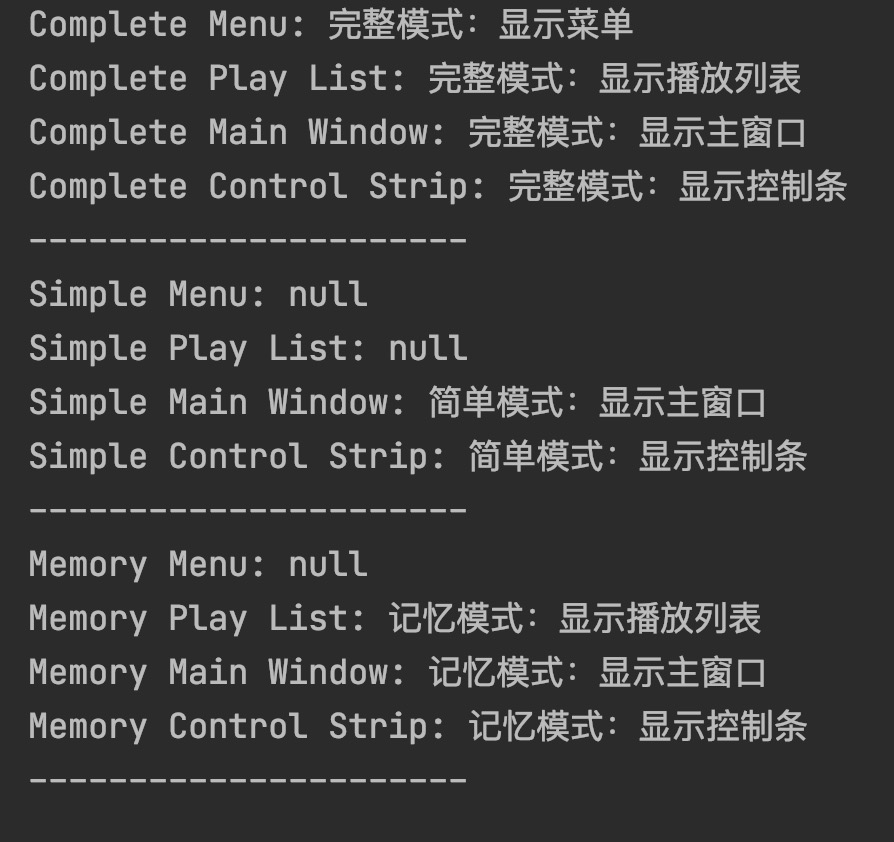 Complete Menu: 完整模式：显示菜单
Complete Play List: 完整模式：显示播放列表
Complete Main Window: 完整模式：显示主窗口
Complete Control Strip: 完整模式：显示控制条
----------------------
Simple Menu: null
Simple Play List: null
Simple Main Window: 简单模式：显示主窗口
Simple Control Strip: 简单模式：显示控制条
----------------------
Memory Menu: null
Memory Play List: 记忆模式：显示播放列表
Memory Main Window: 记忆模式：显示主窗口
Memory Control Strip: 记忆模式：显示控制条
----------------------